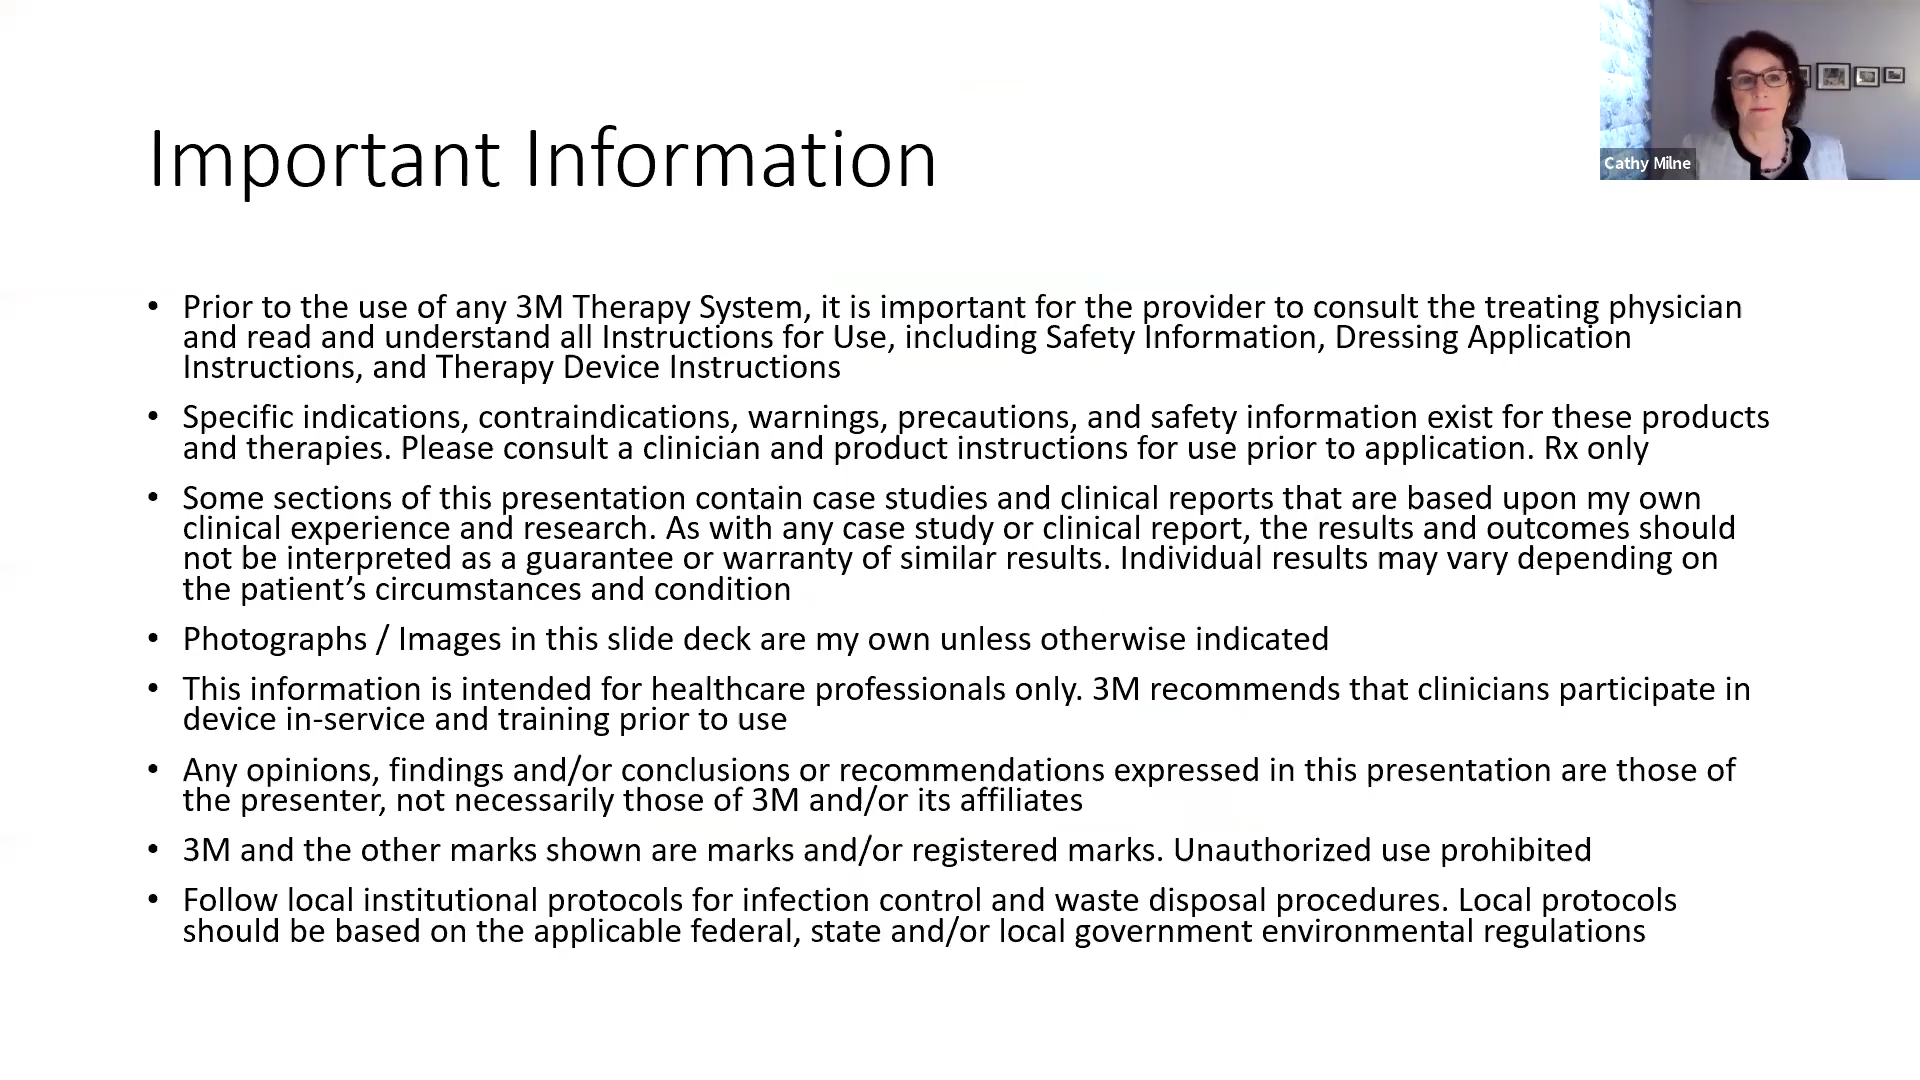 Important Information
Cathy Milne
• Prior to the use of any 3M Therapy System, it is important for the provider to consult the treating physician
and read and understand all Instructions for Use, including Safety Information, Dressing Application
Instructions, and Therapy Device Instructions
• Specific indications, contraindications, warnings, precautions, and safety information exist for these products
and therapies. Please consult a clinician and product instructions for use prior to application. Rx only
• Some sections of this presentation contain case studies and clinical reports that are based upon my own
clinical experience and research. As with any case study or clinical report, the results and outcomes should
not be interpreted as a guarantee or warranty of similar results. Individual results may vary depending on
the patient’s circumstances and condition
• Photographs / Images in this slide deck are my own unless otherwise indicated
• This information is intended for healthcare professionals only. 3M recommends that clinicians participate in
device in-service and training prior to use
• Any opinions, findings and/or conclusions or recommendations expressed in this presentation are those of
the presenter, not necessarily those of 3M and/or its affiliates
• 3M and the other marks shown are marks and/or registered marks. Unauthorized use prohibited
• Follow local institutional protocols for infection control and waste disposal procedures. Local protocols
should be based on the applicable federal, state and/or local government environmental regulations